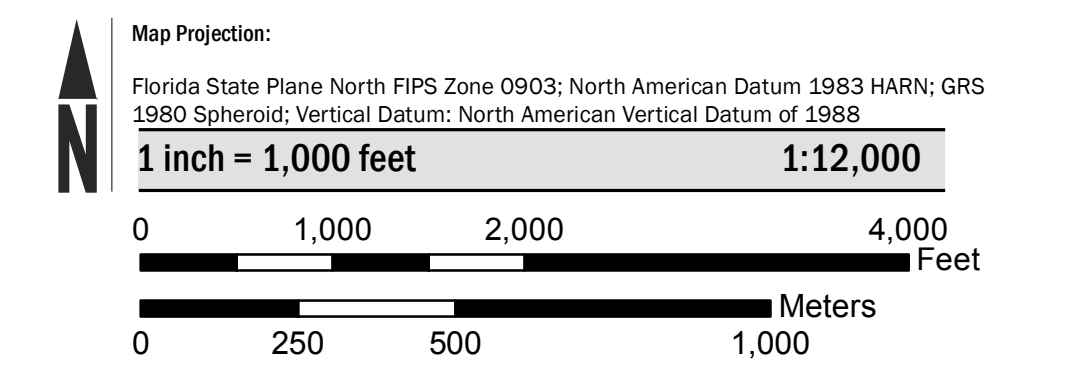 N
Map Projection:
Florida State Plane North FIPS Zone 0903; North American Datum 1983 HARN; GRS
1980 Spheroid; Vertical Datum: North American Vertical Datum of 1988
1 inch = 1,000 feet 1:12,000
0 1,000 2,000 4,000
Feet
Meters
0 250 500 1,000